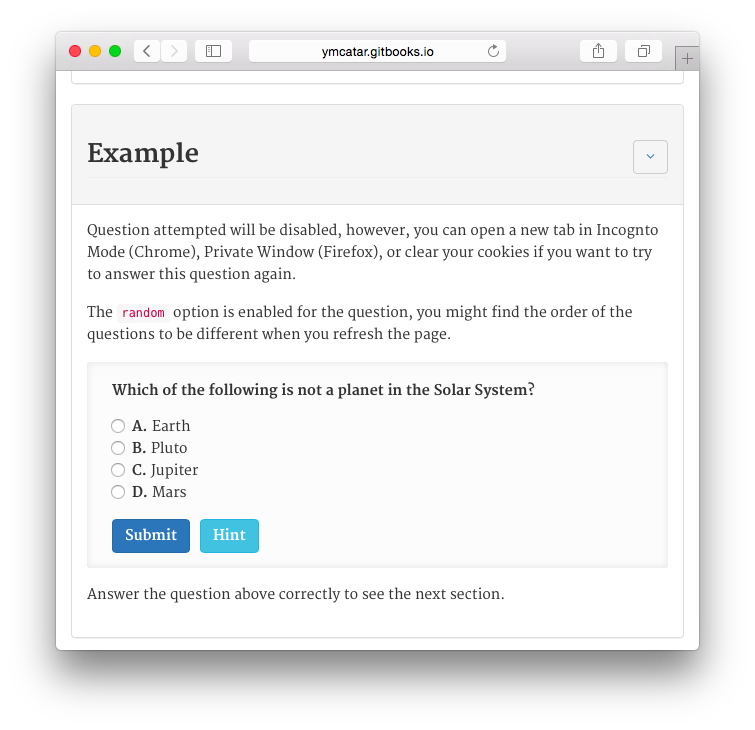 ymcatar.gitbooks.io
Example
Question attempted will be disabled, however, you can open a new tab in Incognto
Mode (Chrome), Private Window (Firefox), or clear your cookies if you want to try
to answer this question again.
The random option is enabled for the question, you might find the order of the
questions to be different when you refresh the page.
Which of the following is not a planet in the Solar System?
A. Earth
B. Pluto
C. Jupiter
D. Mars
Submit Hint
Answer the question above correctly to see the next section.